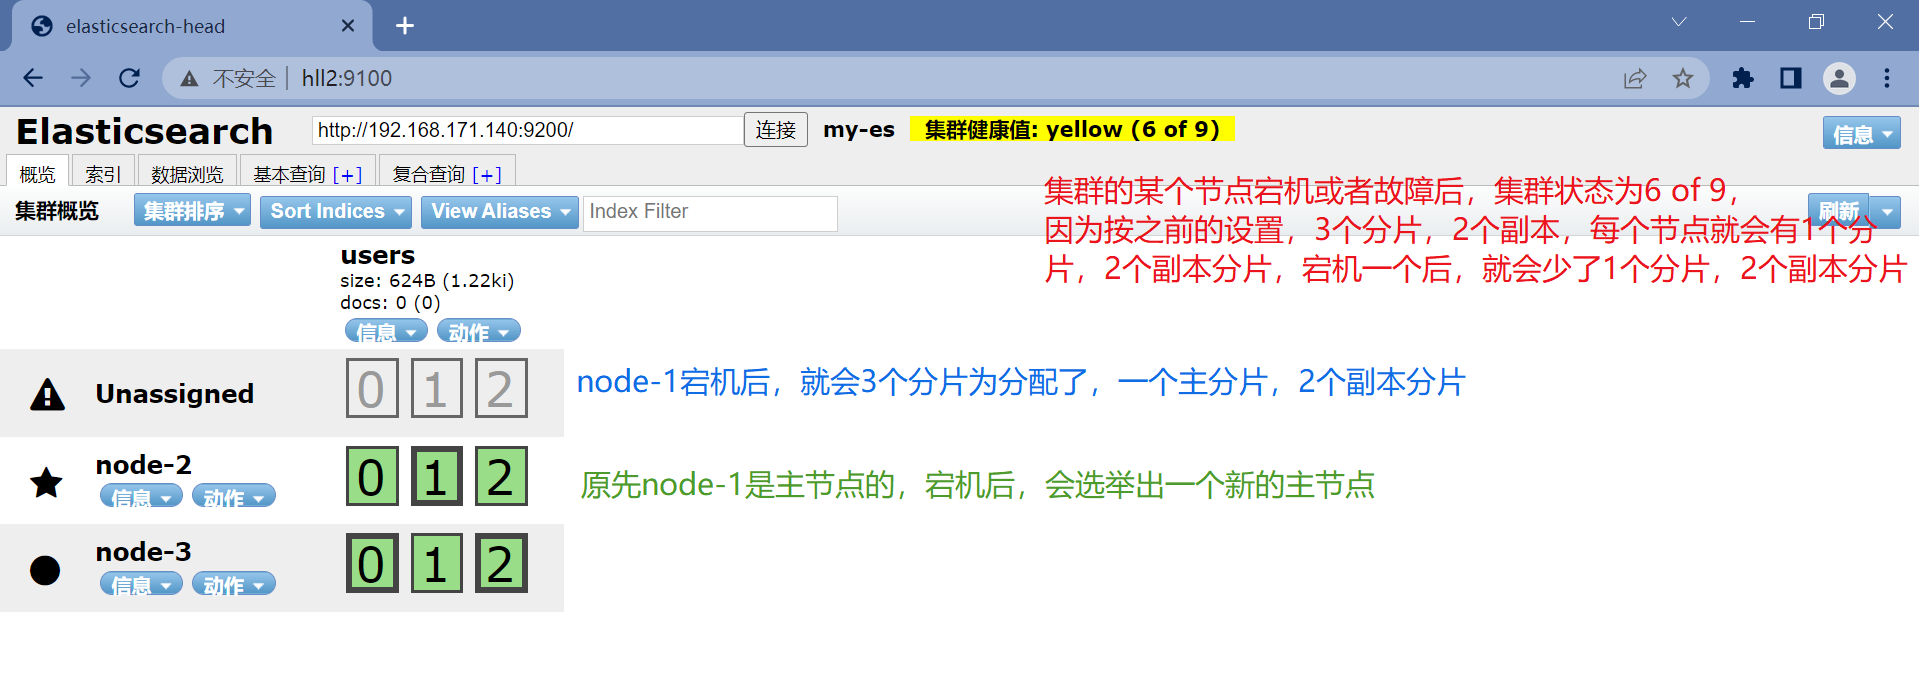 elasticsearch-head
不安全 hll2:9100
Elasticsearch http://192.168.171.140:9200/ 连接 my-es 集群健康值: yellow (6 of 9) 信息
概览 索引 数据浏览 基本查询 [+] 复合查询 [+]
集群概览 集群排序 Sort Indices View Aliases Index Filter 刷新
集群的某个节点宕机或者故障后，集群状态为6 of 9，
因为按之前的设置，3个分片，2个副本，每个节点就会有1个分
片，2个副本分片，宕机一个后，就会少了1个分片，2个副本分片
users
size: 624B (1.22ki)
docs: 0 (0)
信息 动作
Unassigned 0 1 2
node-1宕机后，就会3个分片为分配了，一个主分片，2个副本分片
node-2 0 1 2
信息 动作
原先node-1是主节点的，宕机后，会选举出一个新的主节点
node-3 0 1 2
信息 动作